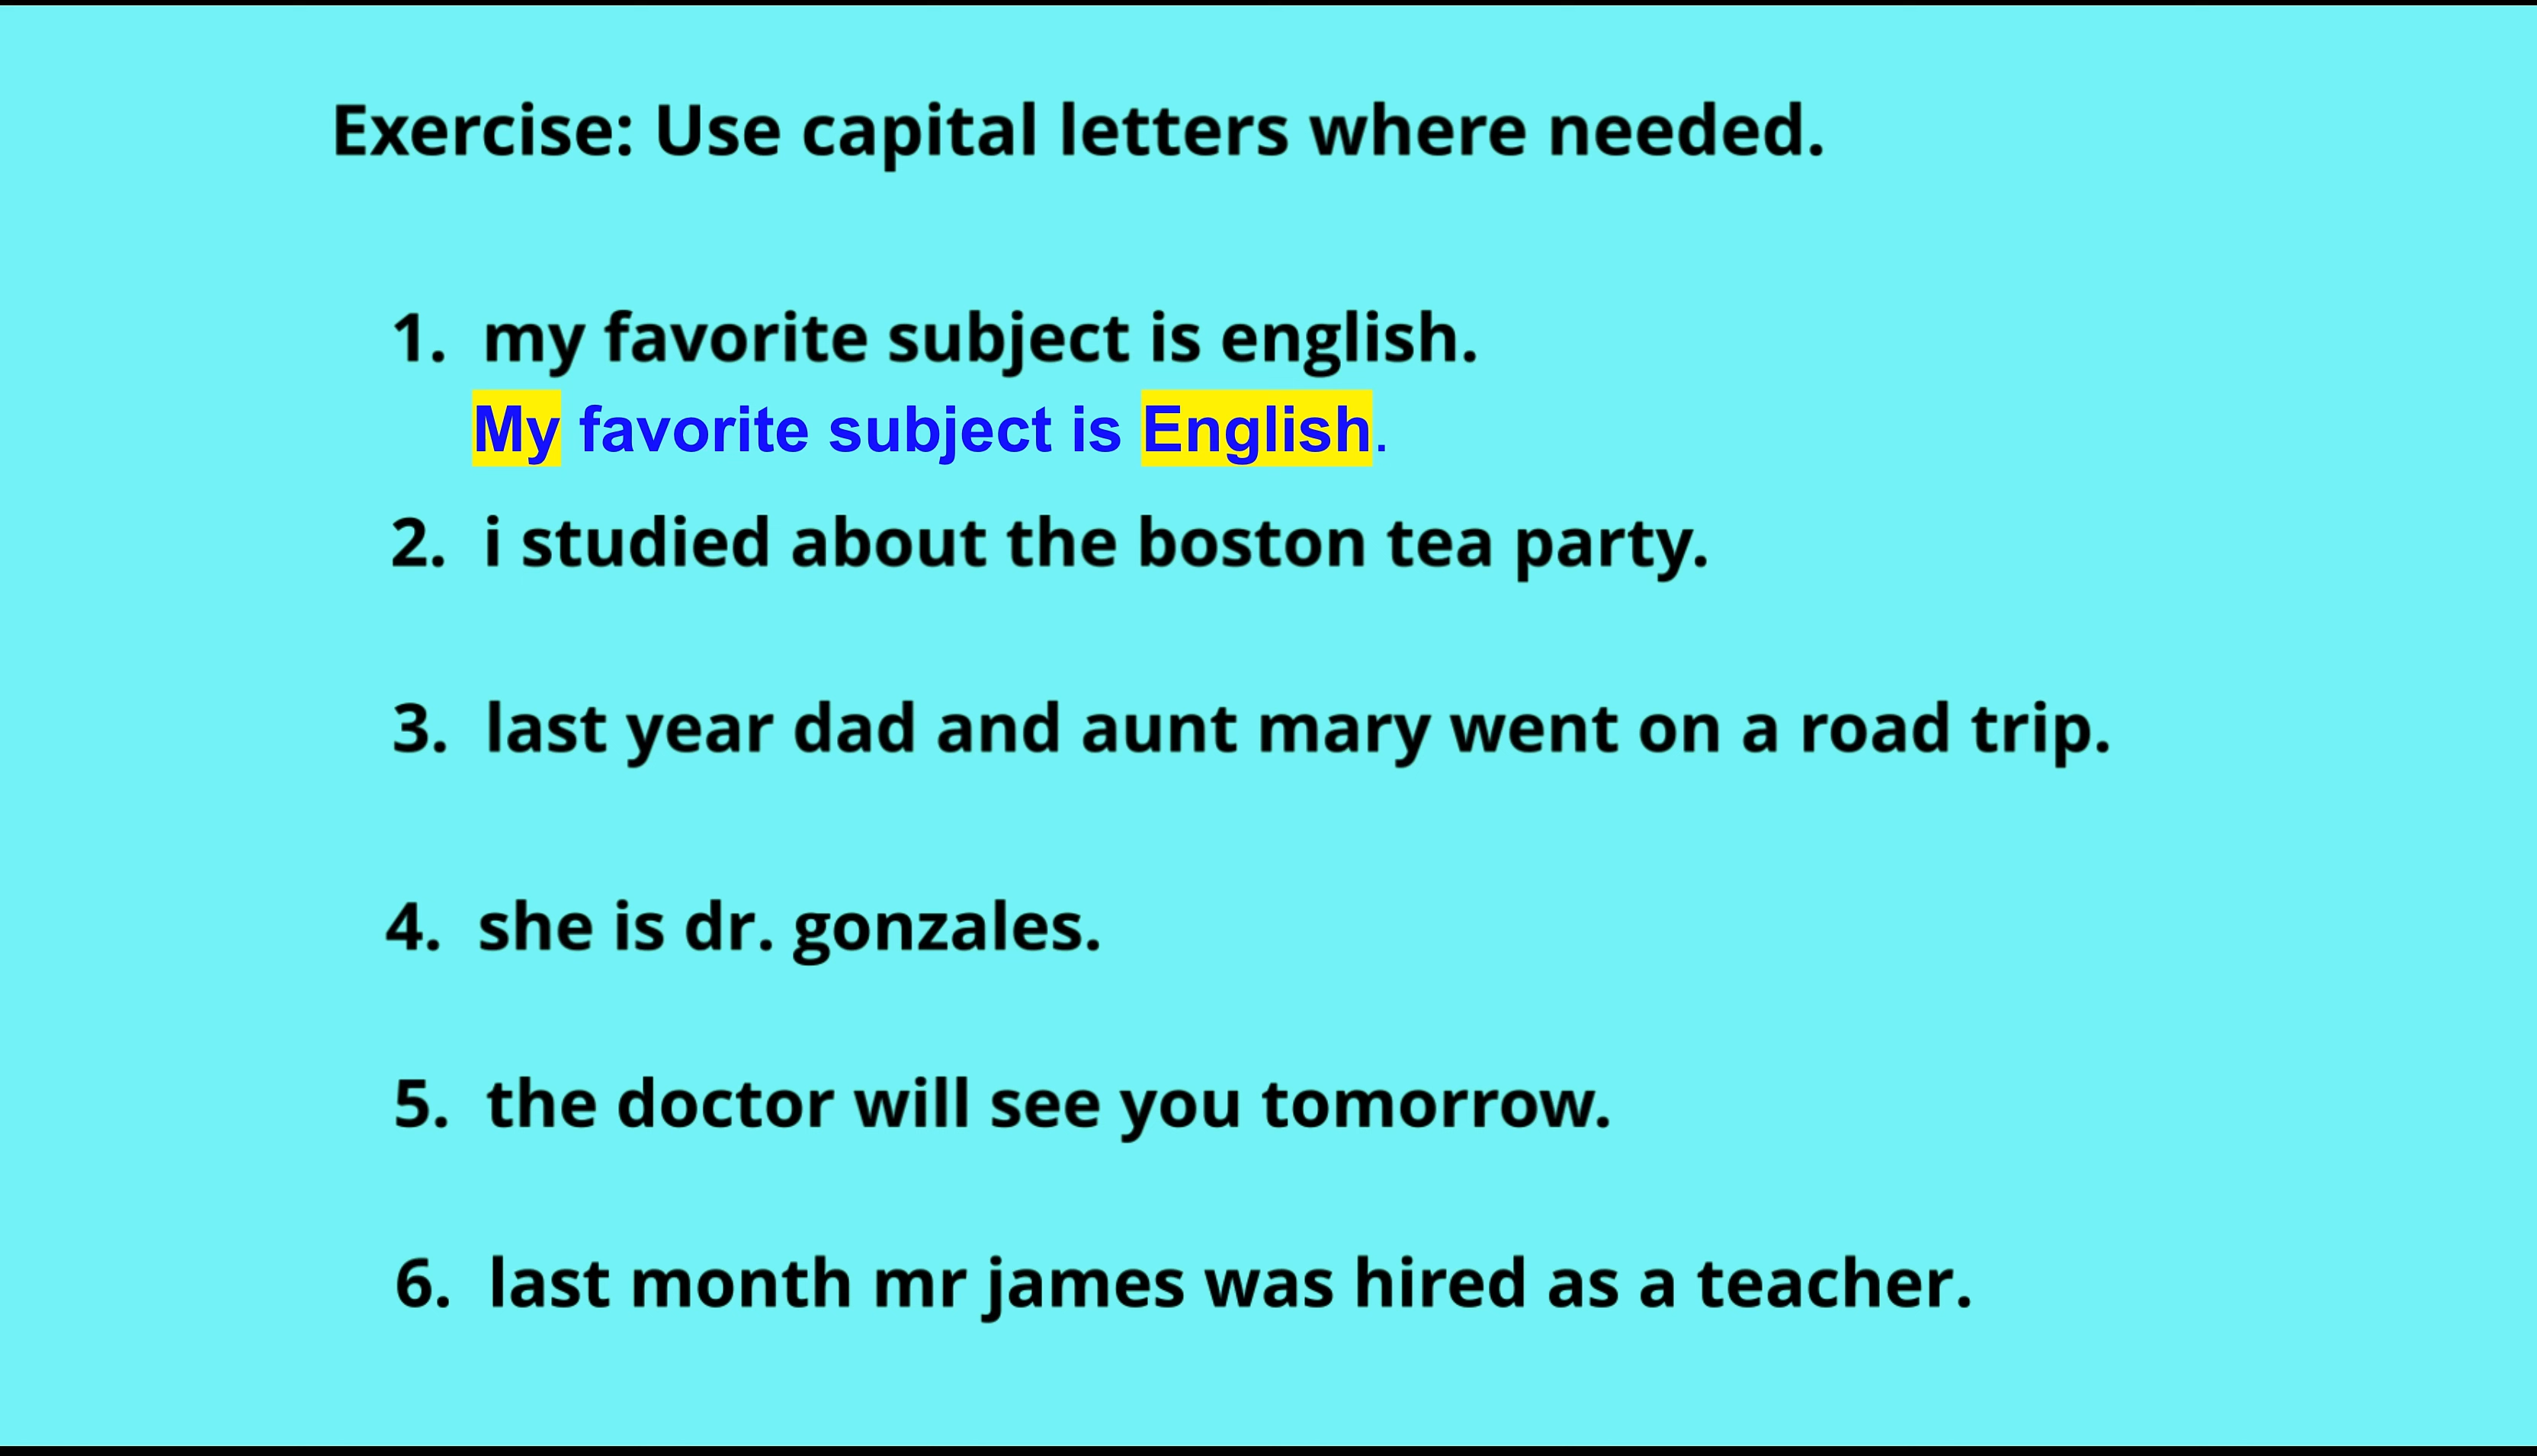 Exercise: Use capital letters where needed.
1. my favorite subject is english.
My favorite subject is English.
2. i studied about the boston tea party.
3. last year dad and aunt mary went on a road trip.
4. she is dr. gonzales.
5. the doctor will see you tomorrow.
6. last month mr james was hired as a teacher.